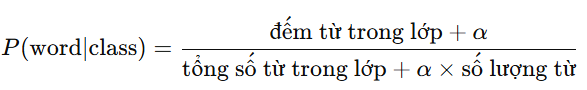 P(word|class) = đếm từ trong lớp + α / tổng số từ trong lớp + α × số lượng từ